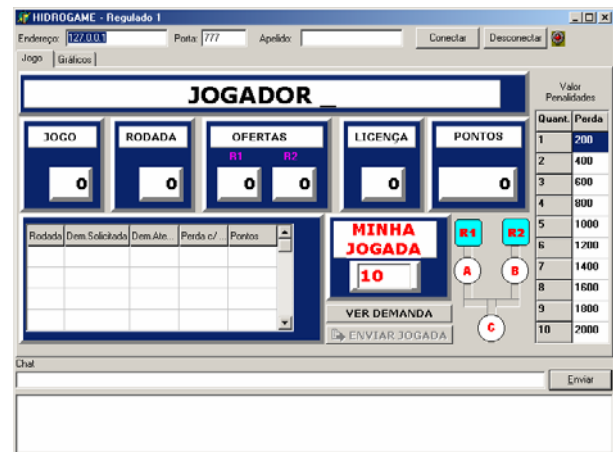 HIDROGAME - Regulado 1
Endereço: 127.0.0.1 Porta: 777 Apelido: Conectar Desconectar
Jogo Gráficos
JOGADOR _
Valor
Penalidades
JOGO RODADA OFERTAS LICENÇA PONTOS
R1 R2
0 0 0 0 0 0
Quant. Perda
1 200
2 400
3 600
4 800
5 1000
6 1200
7 1400
8 1600
9 1800
10 2000
Rodada Dem.Solicitada Dem.Ate... Perda c/ ... Pontos
MINHA
JOGADA
10
VER DEMANDA
ENVIAR JOGADA
R1 R2
A B
C
Chat
Enviar